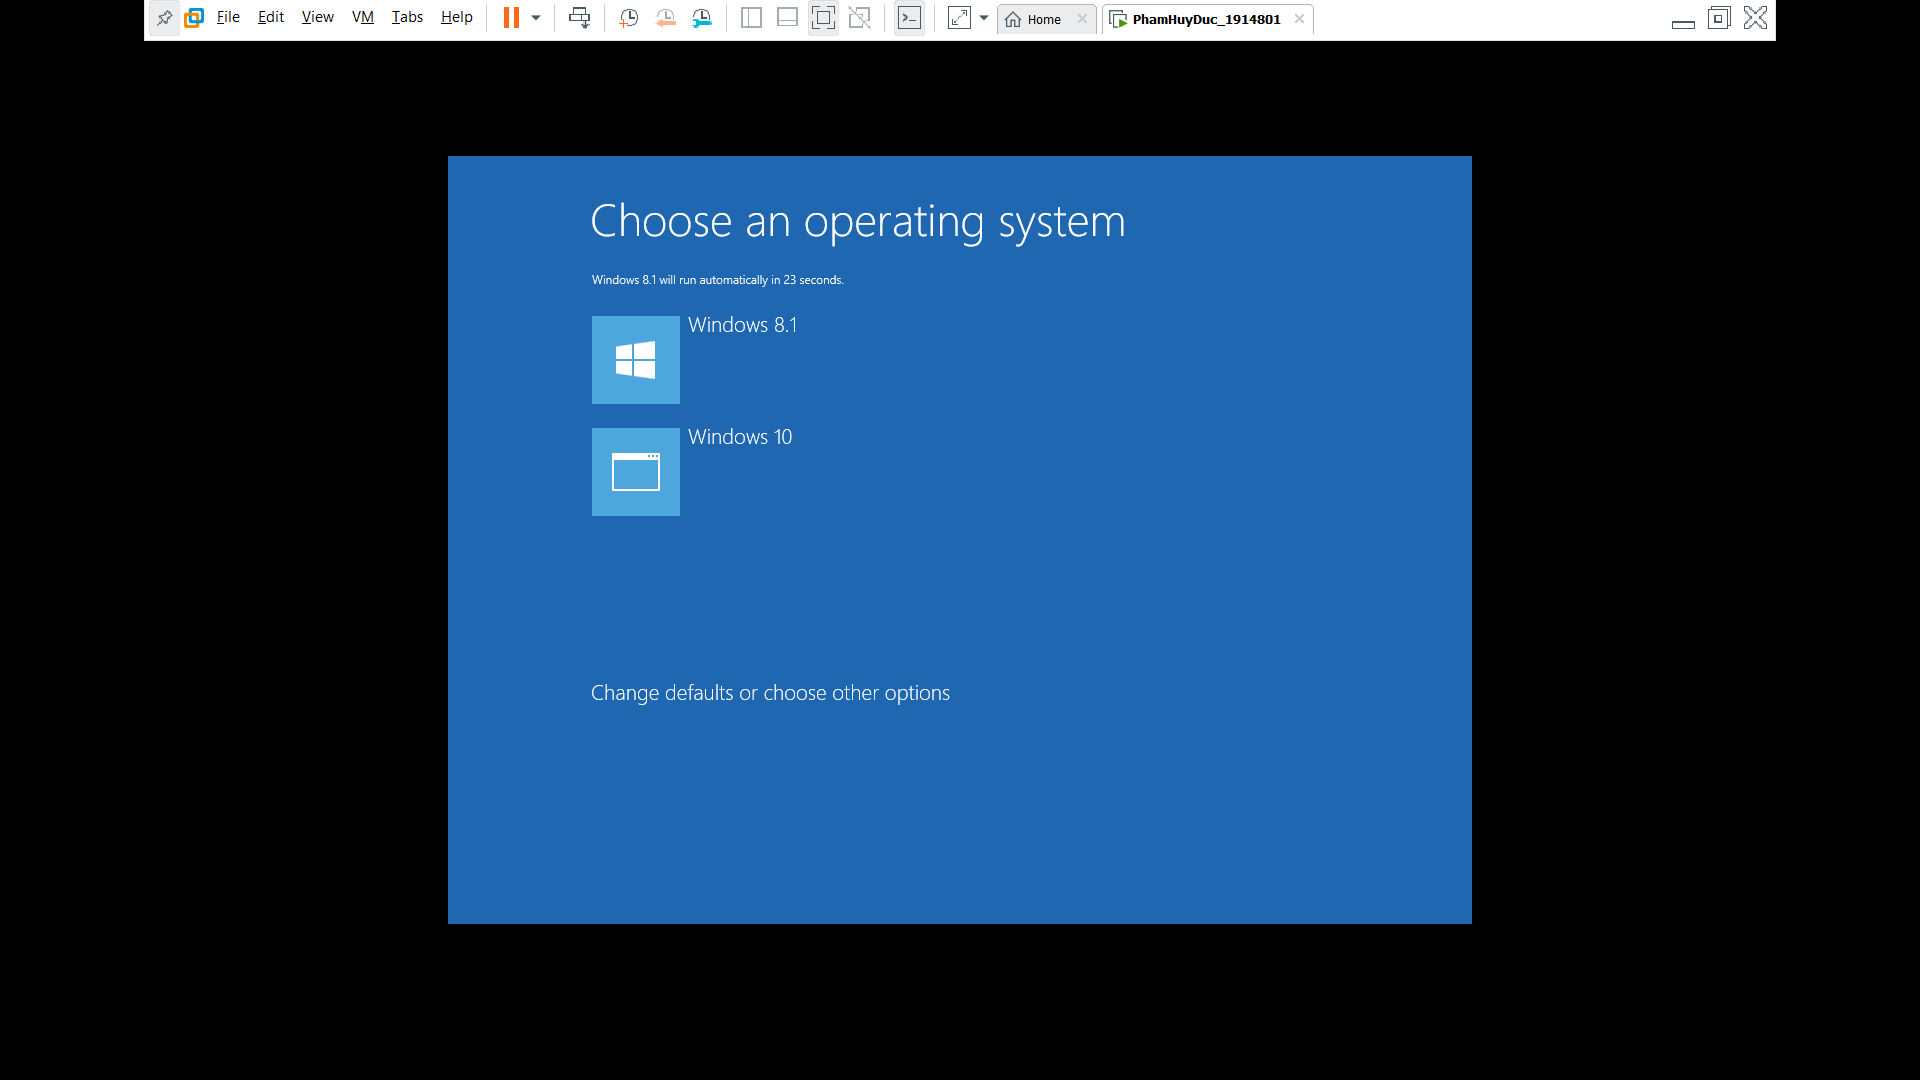 File Edit View VM Tabs Help Home PhamHuyDuc_1914801
Choose an operating system
Windows 8.1 will run automatically in 23 seconds.
Windows 8.1
Windows 10
Change defaults or choose other options